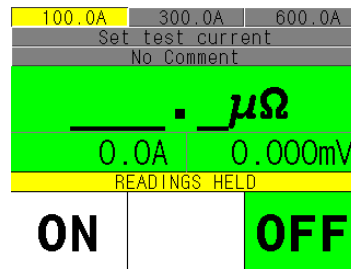 100.0A 300.0A 600.0A
Set test current
No Comment
___._μΩ
0.0A 0.000mV
READINGS HELD
ON OFF